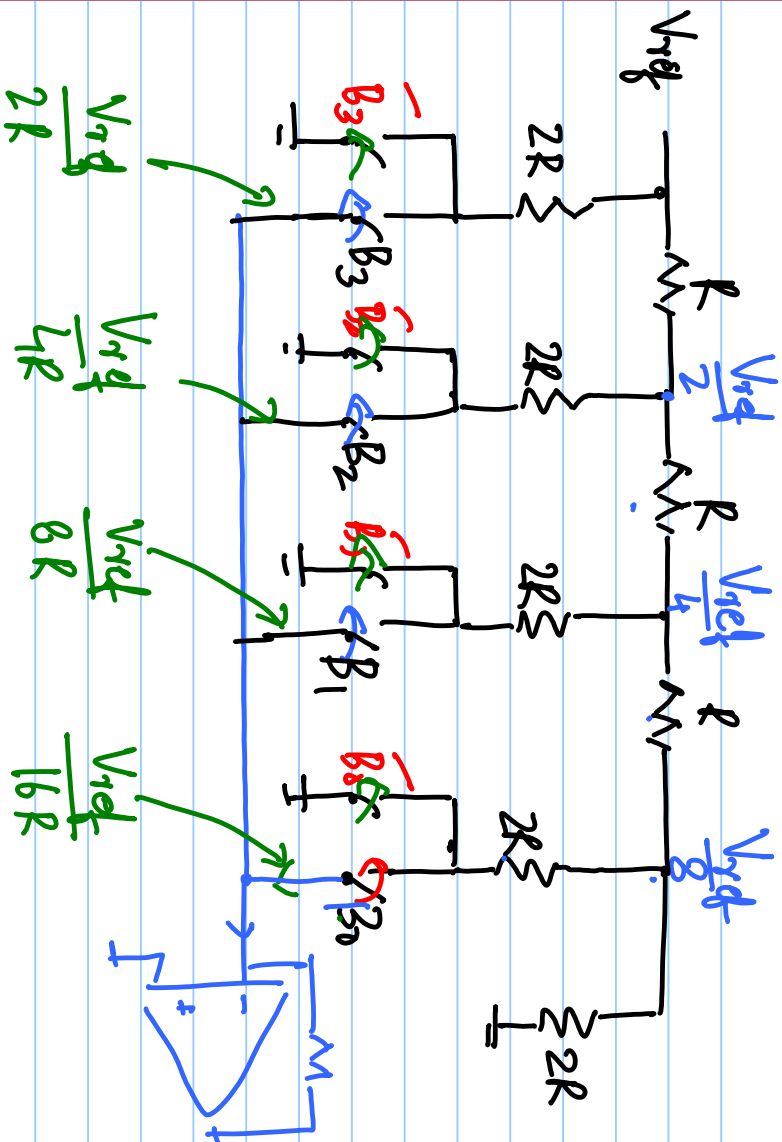 Vref
R
Vref/2
R
Vref/4
R
Vref/8
2R
2R
2R
2R
2R
B3
B3
B2
B2
B1
B1
B0
B0
-
+
Vref/2R
Vref/4R
Vref/8R
Vref/16R